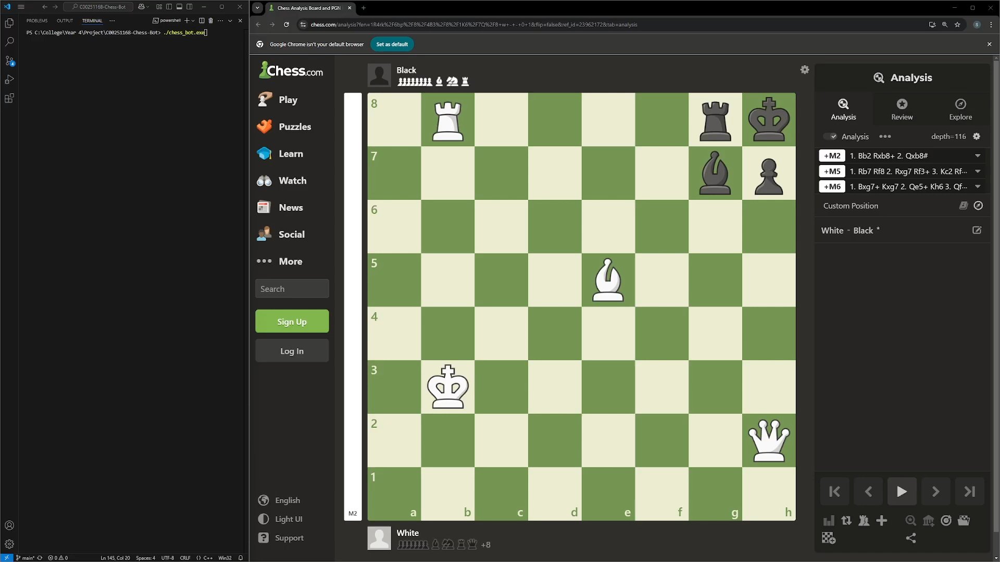 C00251168-Chess-Bot
PROBLEMS OUTPUT TERMINAL ··· powershell
PS C:\College\Year 4\Project\C00251168-Chess-Bot> ./chess_bot.exe
4
main* 0 0 Ln 145, Col 20 Spaces: 4 UTF-8 CRLF {} C++ Win32
Chess Analysis Board and PGN
chess.com/analysis?fen=1R4rk%2F6bp%2F8%2F4B3%2F8%2F1K6%2F7Q%2F8+w+-+-+0+1&flip=false&ref_id=23962172&tab=analysis
S
Google Chrome isn't your default browser Set as default
Chess.com
Play
Puzzles
Learn
Watch
News
Social
More
Search
Sign Up
Log In
English
Light UI
Support
Black
8
7
6
5
4
3
2
1
a b c d e f g h
M2
White
+8
Analysis
Analysis Review Explore
Analysis ••• depth=116
+M2 1. Bb2 Rxb8+ 2. Qxb8#
+M5 1. Rb7 Rf8 2. Rxg7 Rf3+ 3. Kc2 Rf···
+M6 1. Bxg7+ Kxg7 2. Qe5+ Kh6 3. Qf···
Custom Position
White - Black *